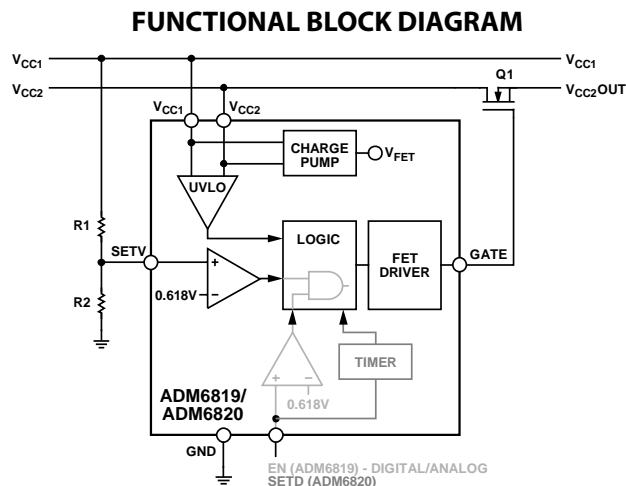 FUNCTIONAL BLOCK DIAGRAM
VCC1
VCC1
Q1
VCC2
VCC2OUT
VCC1
VCC2
CHARGE
PUMP
VFET
UVLO
R1
LOGIC
SETV
GATE
+
FET
DRIVER
R2
0.618V
−
TIMER
+
−
ADM6819/
ADM6820
0.618V
GND
EN (ADM6819) - DIGITAL/ANALOG
SETD (ADM6820)